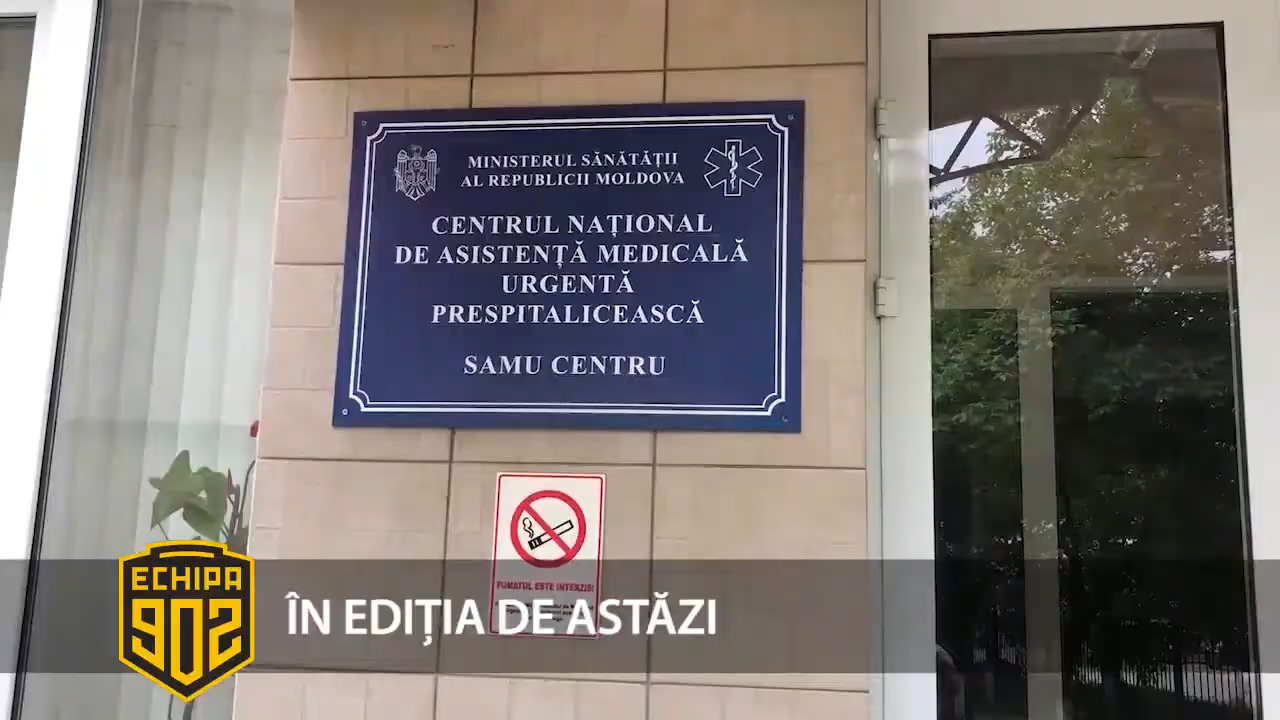 MINISTERUL SĂNĂTĂȚII
AL REPUBLICII MOLDOVA
CENTRUL NAȚIONAL
DE ASISTENȚĂ MEDICALĂ
URGENTĂ
PRESPITALICEASCĂ
SAMU CENTRU
FUMATUL ESTE INTERZIS!
ECHIPA
902
ÎN EDIȚIA DE ASTĂZI